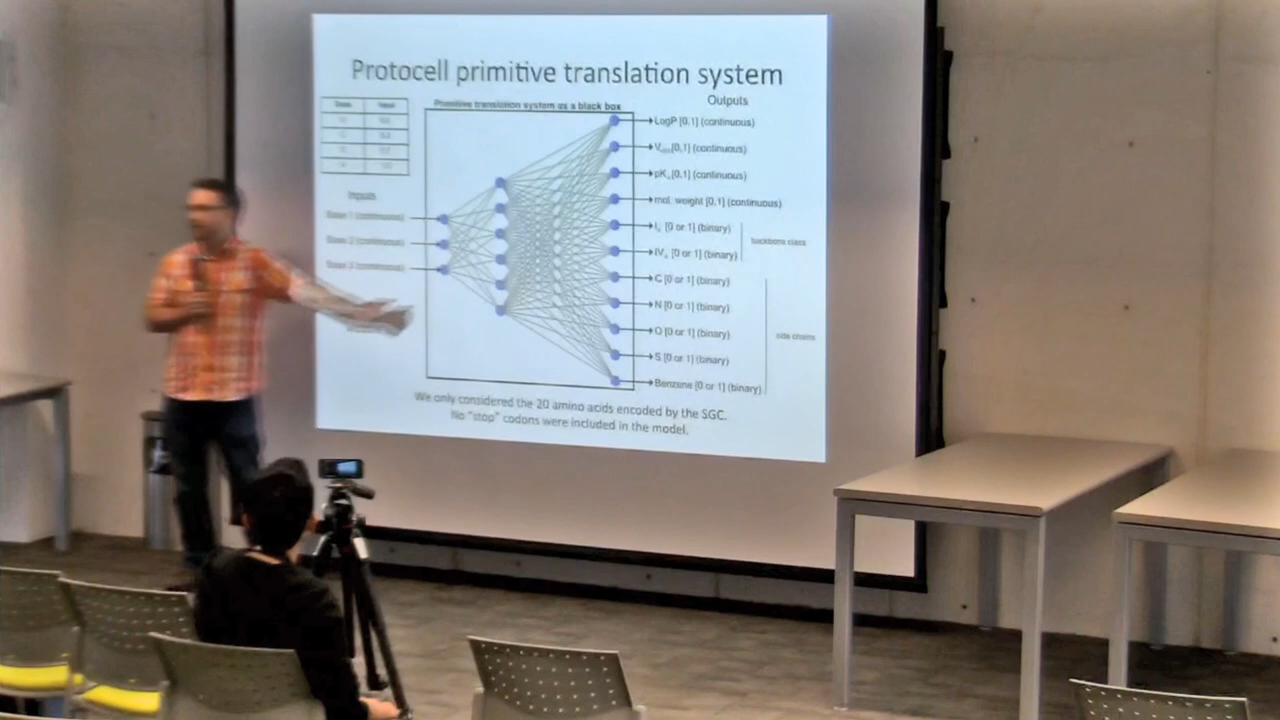 Protocell primitive translation system
Primitive translation system as a black box
Outputs
Inputs
Base 1 (continuous)
Base 2 (continuous)
Base 3 (continuous)
LogP [0,1] (continuous)
[0,1] (continuous)
[0,1] (continuous)
mol. weight [0,1] (continuous)
[0 or 1] (binary)
[0 or 1] (binary)
backbone class
C [0 or 1] (binary)
N [0 or 1] (binary)
O [0 or 1] (binary)
side chains
S [0 or 1] (binary)
Benzene [0 or 1] (binary)
We only considered the 20 amino acids encoded by the SGC.
No "stop" codons were included in the model.